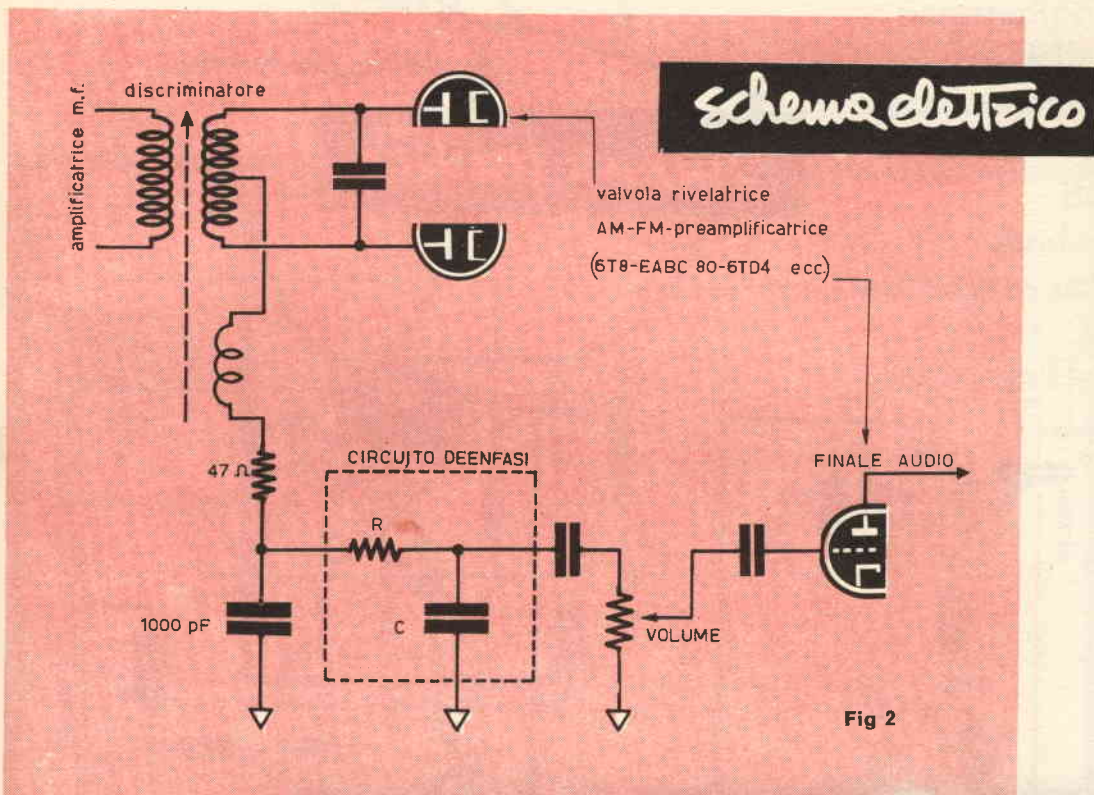 schema elettrico
discriminatore
amplificatrice m.f.
valvola rivelatrice
AM-FM-preamplificatrice
(6T8-EABC 80-6TD4 ecc.)
47 Ω
CIRCUJTO DEENFASI
FINALE AUDIO
R
1000 pF
C
VOLUME
Fig 2